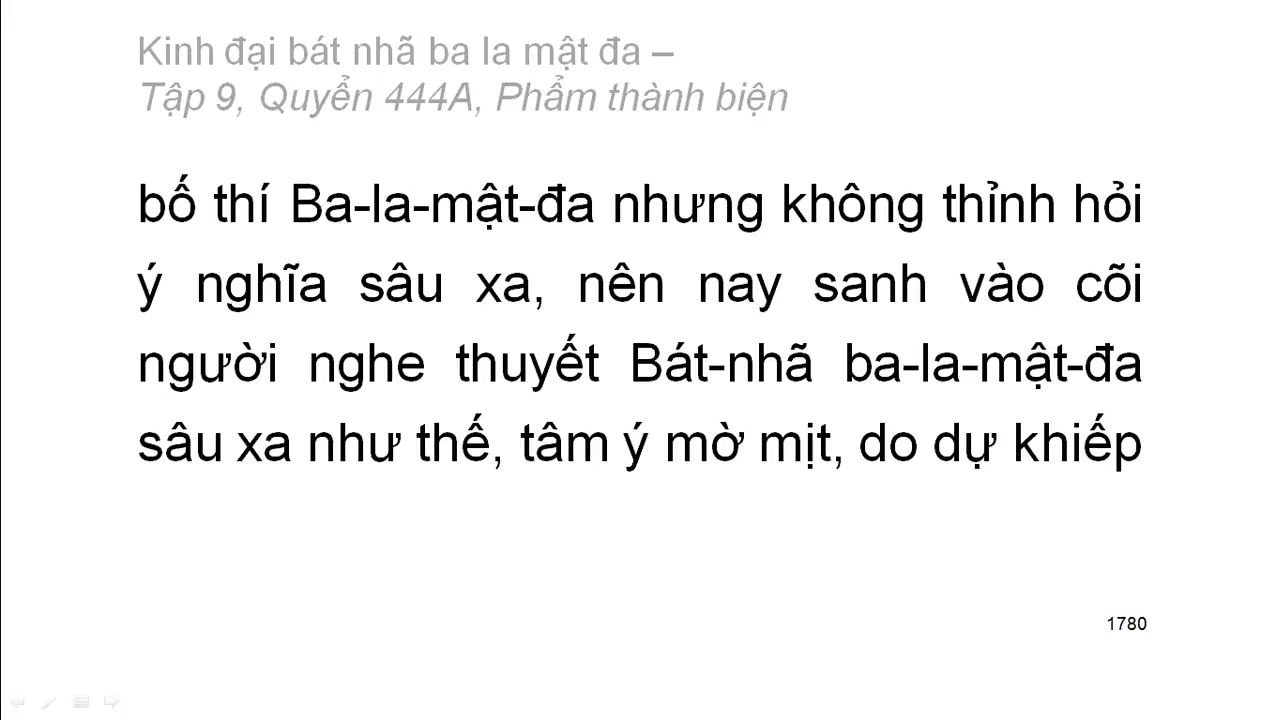 Kinh đại bát nhã ba la mật đa –
Tập 9, Quyển 444A, Phẩm thành biện
bố thí Ba-la-mật-đa nhưng không thỉnh hỏi
ý nghĩa sâu xa, nên nay sanh vào cõi
người nghe thuyết Bát-nhã ba-la-mật-đa
sâu xa như thế, tâm ý mờ mịt, do dự khiếp
1780